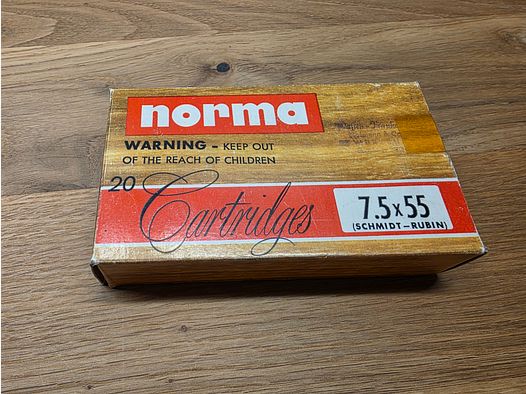 norma
WARNING – KEEP OUT
OF THE REACH OF CHILDREN
20 Cartridges
7.5x55
(SCHMIDT–RUBIN)